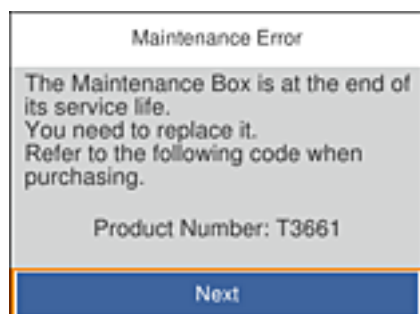 Maintenance Error
The Maintenance Box is at the end of
its service life.
You need to replace it.
Refer to the following code when
purchasing.
Product Number: T3661
Next